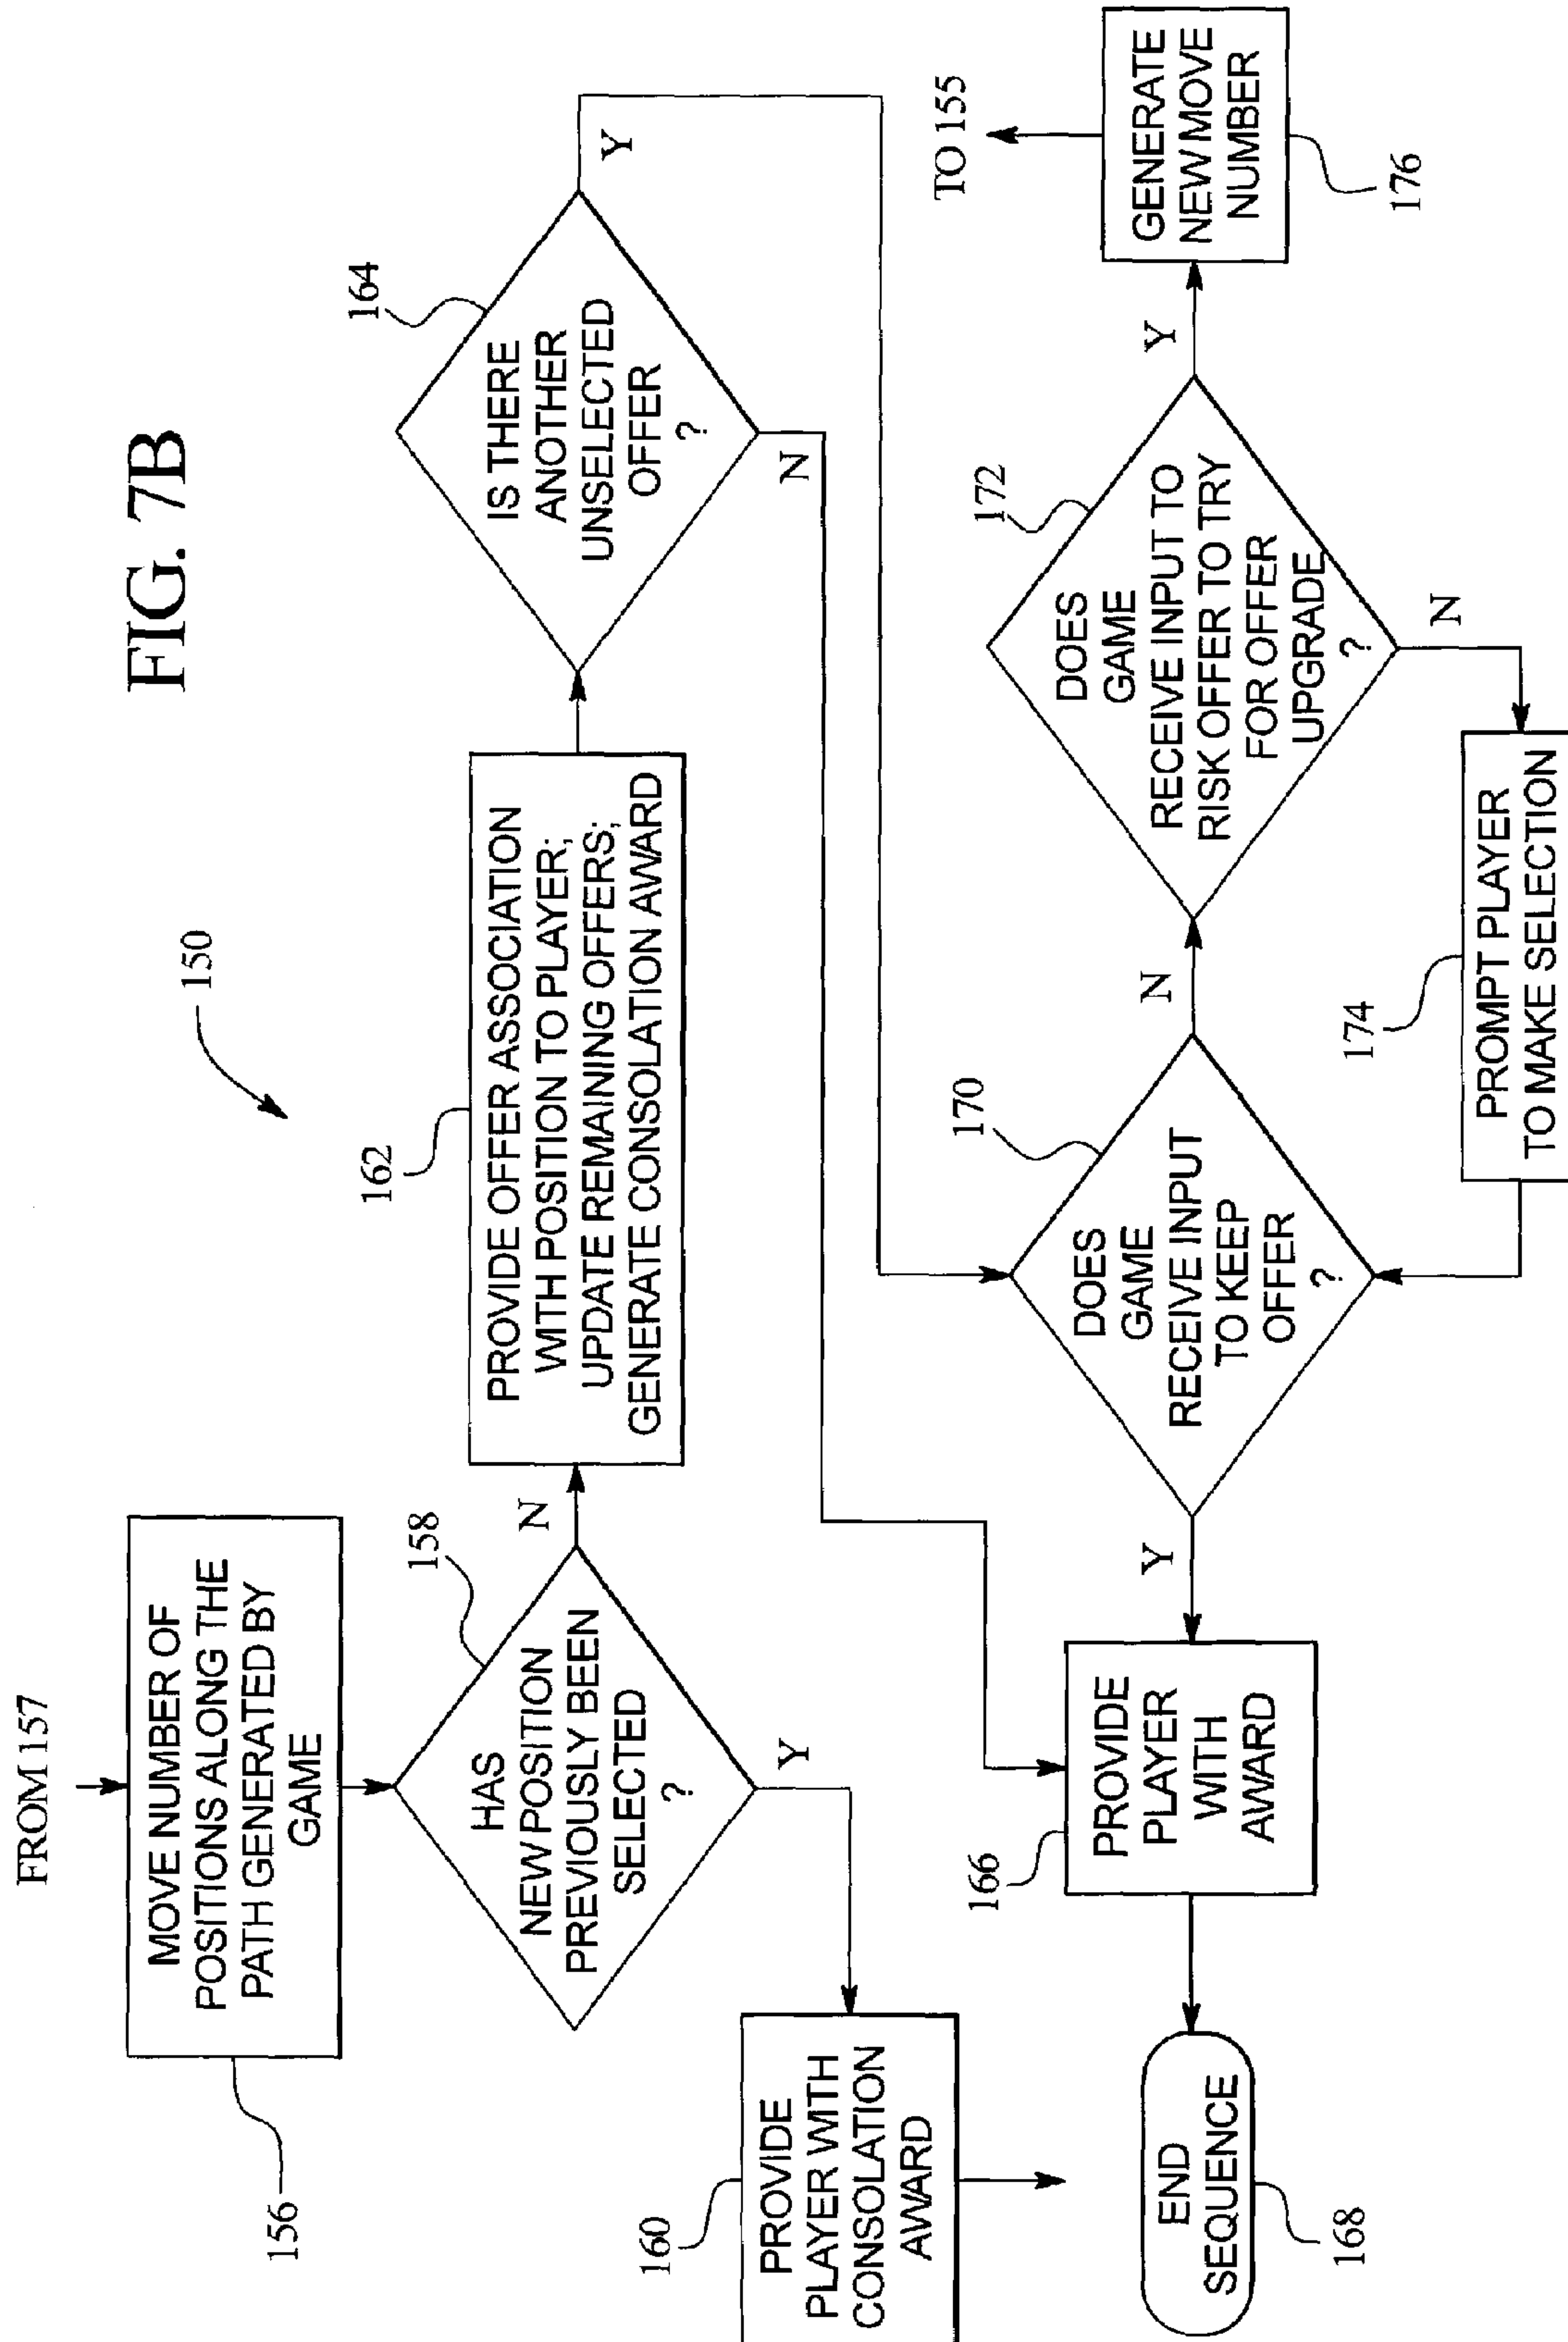 FIG. 7B
150
FROM 157
MOVE NUMBER OF
POSITIONS ALONG THE
PATH GENERATED BY
GAME
156
HAS
NEW POSITION
PREVIOUSLY BEEN
SELECTED
?
158
N
Y
PROVIDE
PLAYER WITH
CONSOLATION
AWARD
160
PROVIDE OFFER ASSOCIATION
WITH POSITION TO PLAYER;
UPDATE REMAINING OFFERS;
GENERATE CONSOLATION AWARD
162
IS THERE
ANOTHER
UNSELECTED
OFFER
?
164
Y
N
PROVIDE
PLAYER
WITH
AWARD
166
END
SEQUENCE
168
DOES
GAME
RECEIVE INPUT
TO KEEP
OFFER
?
170
Y
N
DOES
GAME
RECEIVE INPUT TO
RISK OFFER TO TRY
FOR OFFER
UPGRADE
?
172
Y
N
PROMPT PLAYER
TO MAKE SELECTION
174
GENERATE
NEW MOVE
NUMBER
176
TO 155